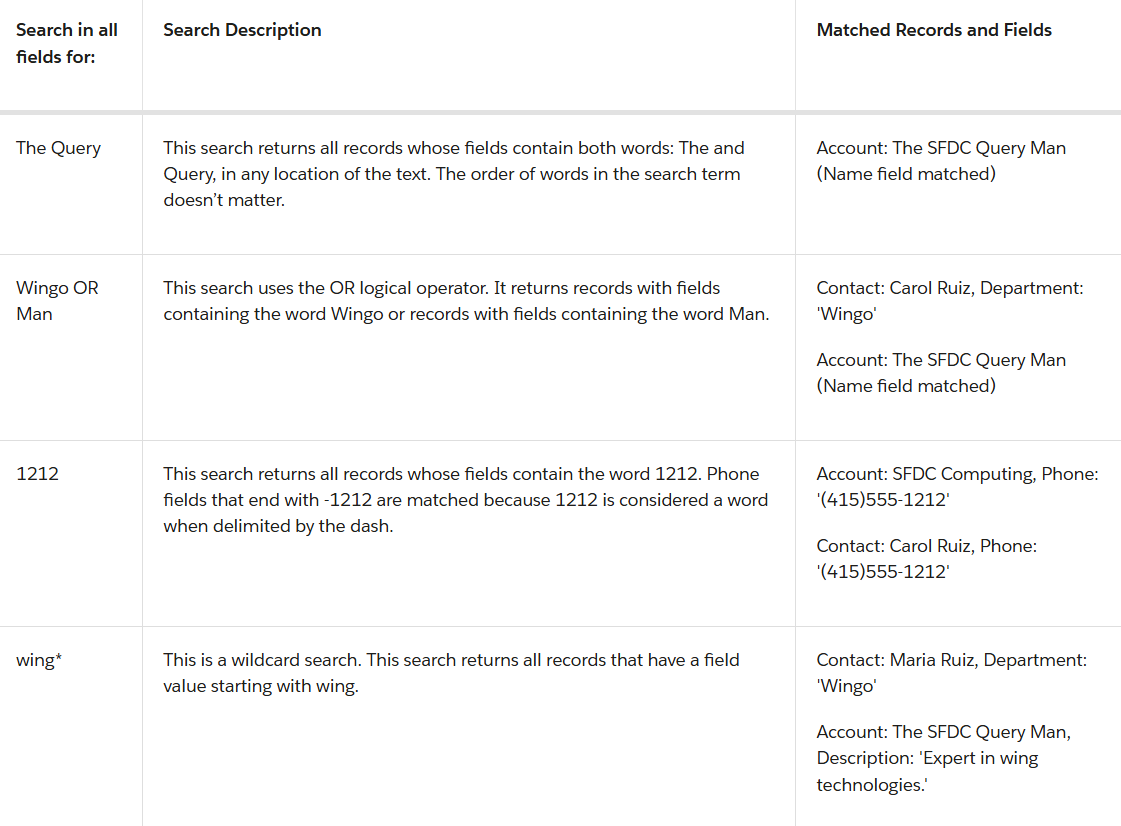 Search in all
fields for:
Search Description
Matched Records and Fields
The Query
This search returns all records whose fields contain both words: The and
Query, in any location of the text. The order of words in the search term
doesn’t matter.
Account: The SFDC Query Man
(Name field matched)
Wingo OR
Man
This search uses the OR logical operator. It returns records with fields
containing the word Wingo or records with fields containing the word Man.
Contact: Carol Ruiz, Department:
'Wingo'
Account: The SFDC Query Man
(Name field matched)
1212
This search returns all records whose fields contain the word 1212. Phone
fields that end with -1212 are matched because 1212 is considered a word
when delimited by the dash.
Account: SFDC Computing, Phone:
'(415)555-1212'
Contact: Carol Ruiz, Phone:
'(415)555-1212'
wing*
This is a wildcard search. This search returns all records that have a field
value starting with wing.
Contact: Maria Ruiz, Department:
'Wingo'
Account: The SFDC Query Man,
Description: 'Expert in wing
technologies.'